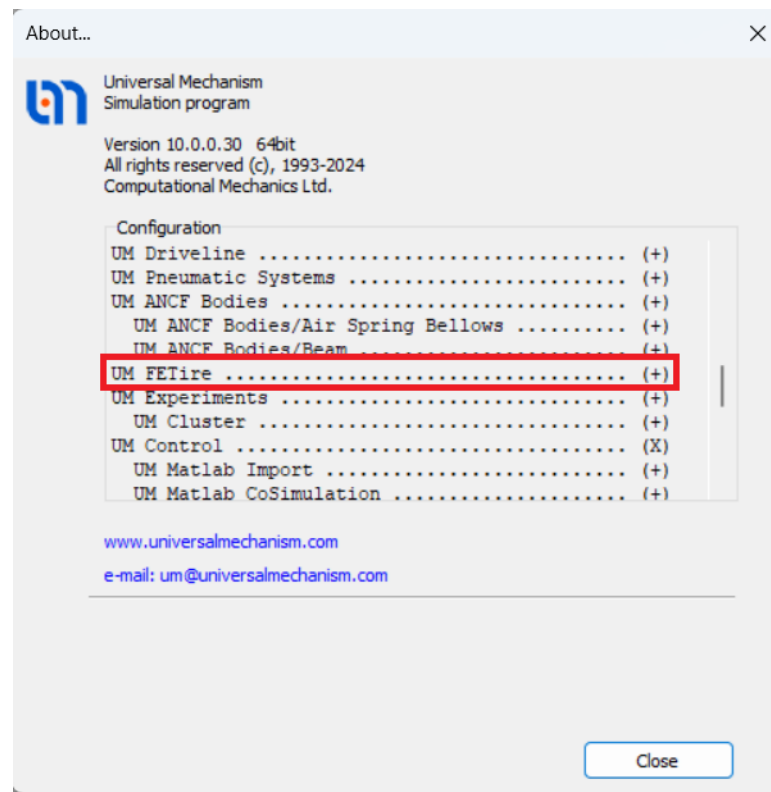 About...
Universal Mechanism
Simulation program
Version 10.0.0.30 64bit
All rights reserved (c), 1993-2024
Computational Mechanics Ltd.
Configuration
UM Driveline ................................. (+)
UM Pneumatic Systems ......................... (+)
UM ANCF Bodies ............................... (+)
UM ANCF Bodies/Air Spring Bellows .......... (+)
UM ANCF Bodies/Beam ........................ (+)
UM FETire .................................... (+)
UM Experiments ............................... (+)
UM Cluster ................................. (+)
UM Control ................................... (X)
UM Matlab Import ........................... (+)
UM Matlab CoSimulation ..................... (+)
www.universalmechanism.com
e-mail: um@universalmechanism.com
Close